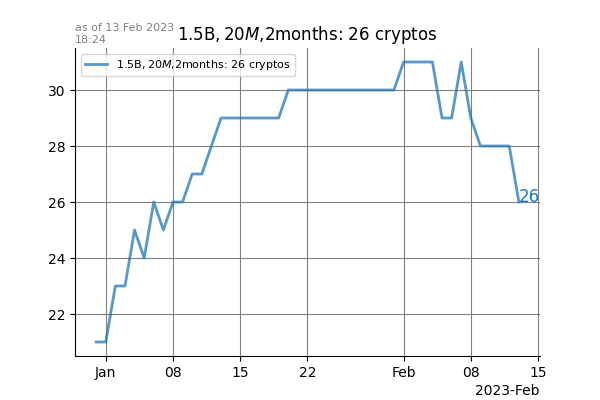 as of 13 Feb 2023
18:24
1.5B, 20M,2months: 26 cryptos
1.5B, 20M,2months: 26 cryptos
30
28
26
26
24
22
Jan 08 15 22 Feb 08 15
2023-Feb